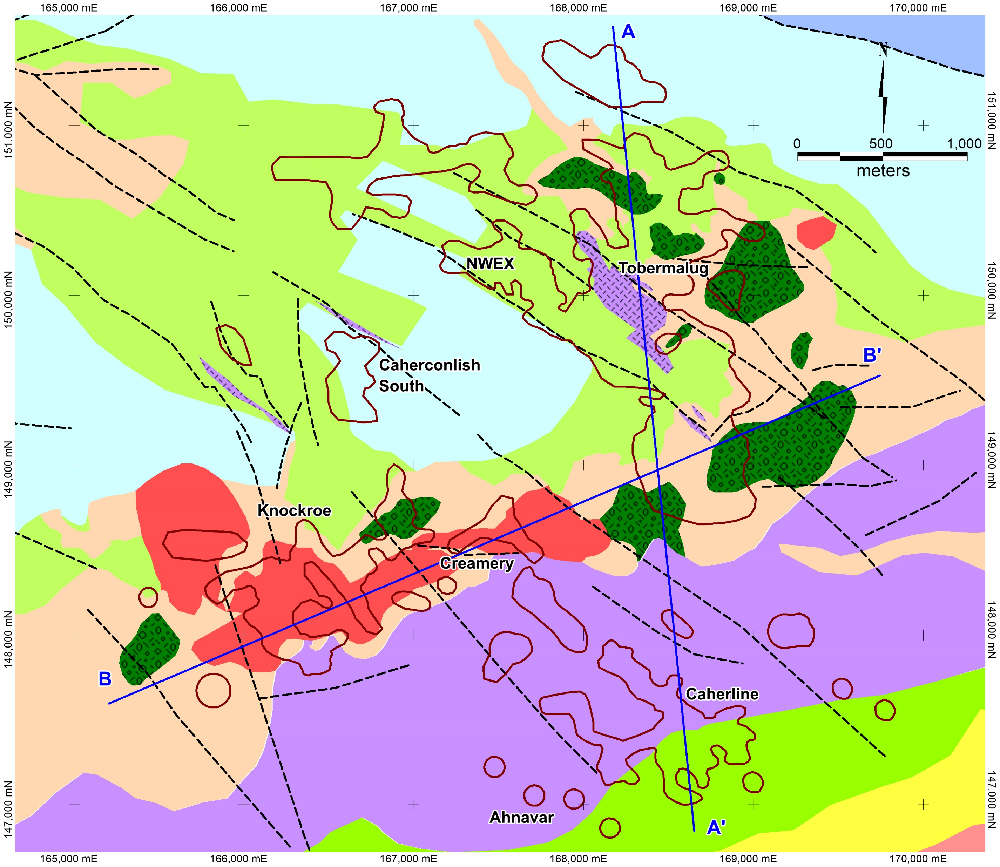 165,000 mE 166,000 mE 167,000 mE 168,000 mE 169,000 mE 170,000 mE
A
N
151,000 mN
151,000 mN
0 500 1,000
meters
NWEX
Tobermalug
150,000 mN
150,000 mN
B'
Caherconlish
South
149,000 mN
149,000 mN
Knockroe
Creamery
148,000 mN
148,000 mN
B
Caherline
147,000 mN
147,000 mN
Ahnavar
A'
165,000 mE 166,000 mE 167,000 mE 168,000 mE 169,000 mE 170,000 mE